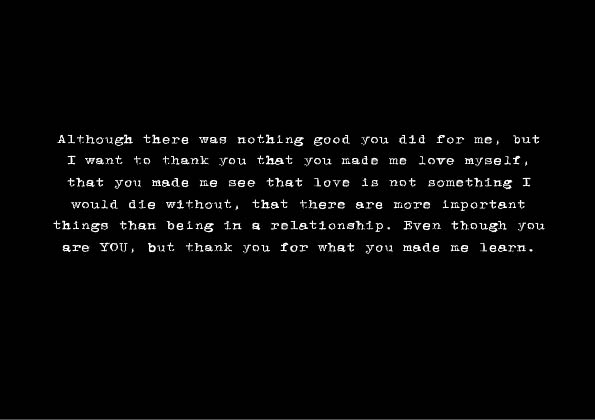 Although there was nothing good you did for me, but
I want to thank you that you made me love myself,
that you made me see that love is not something I
would die without, that there are more important
things than being in a relationship. Even though you
are YOU, but thank you for what you made me learn.